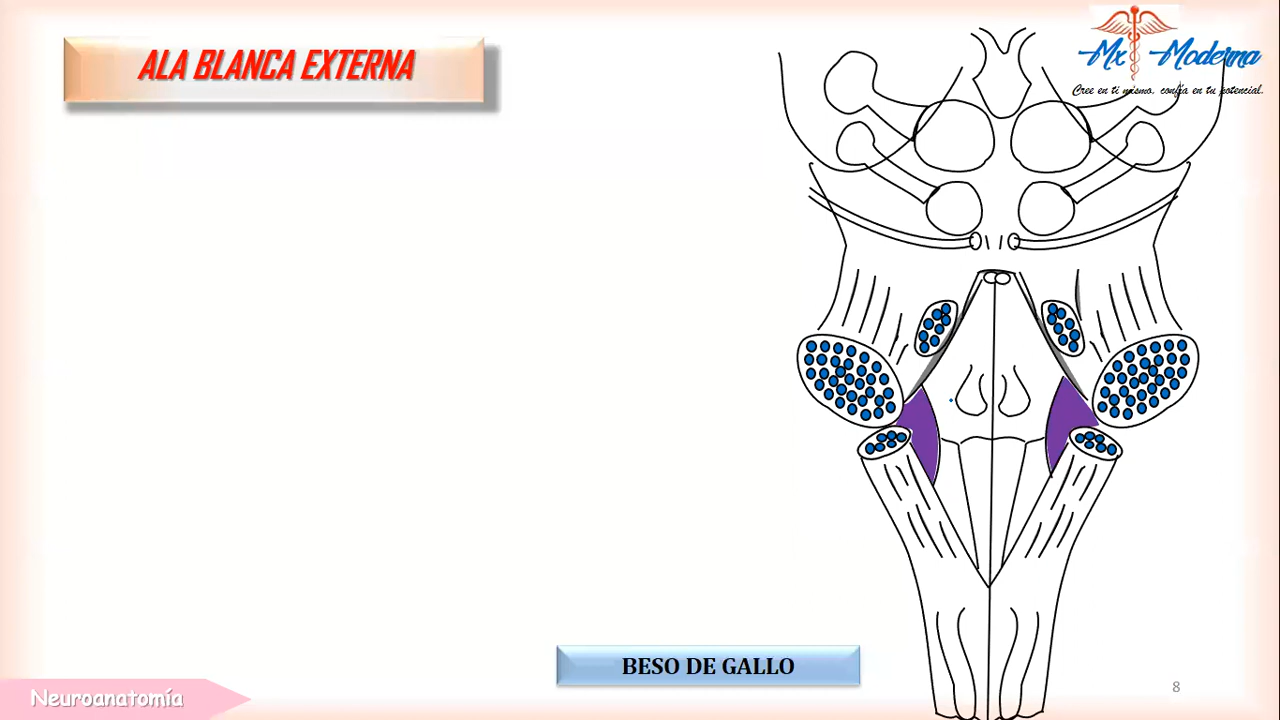 ALA BLANCA EXTERNA
Mx Moderna
Cree en ti mismo, confía en tu potencial.
BESO DE GALLO
Neuroanatomía
8